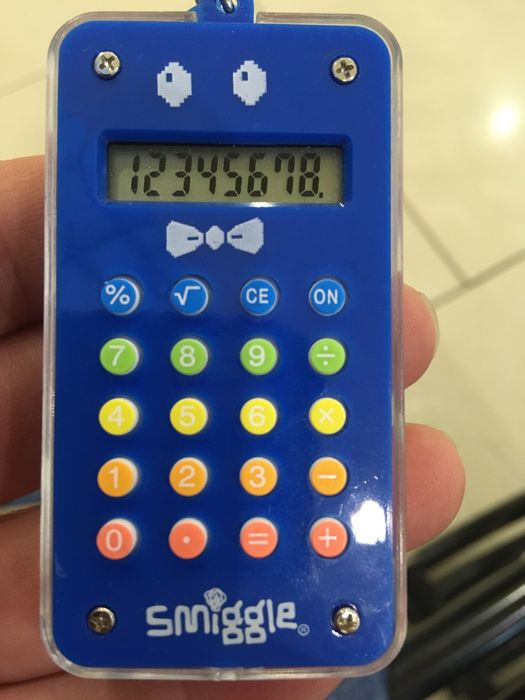 12345678.
% √ CE ON
7 8 9 ÷
4 5 6 ×
1 2 3 −
0 . = +
smiggle®